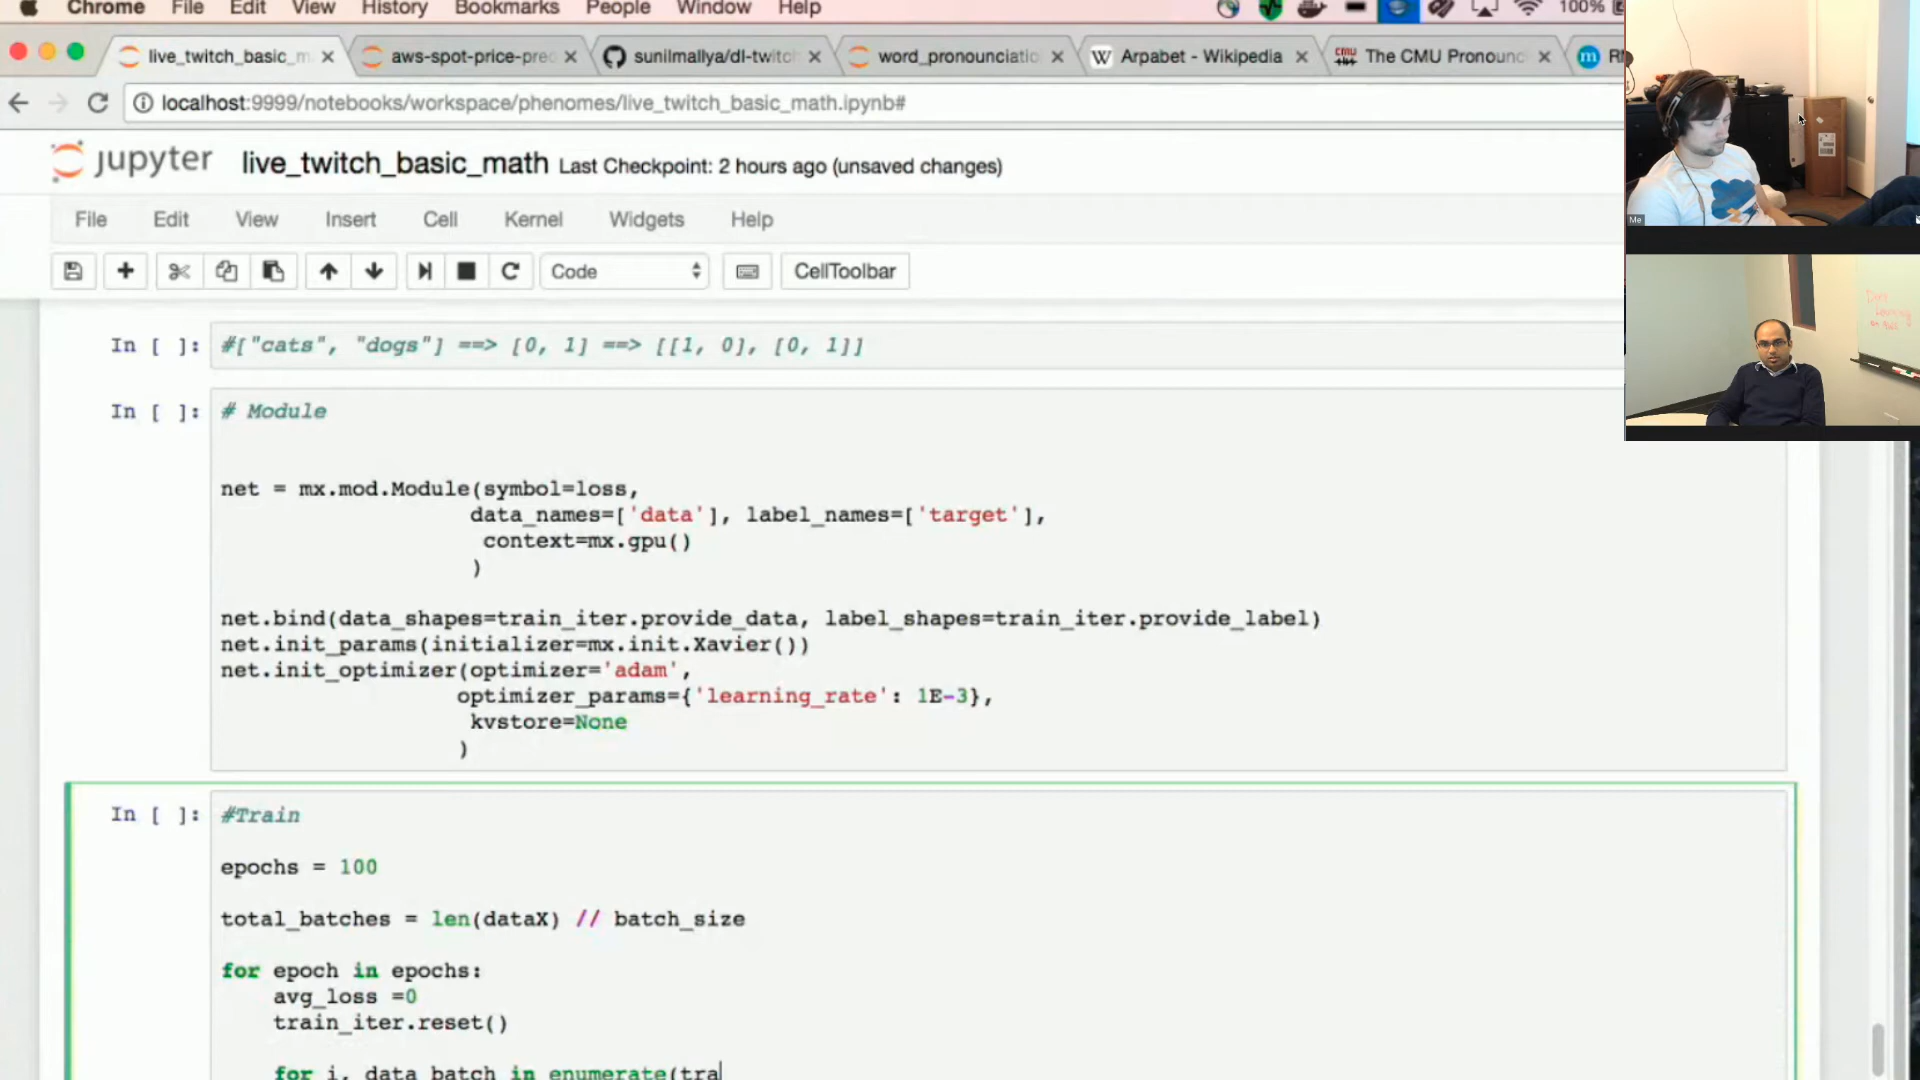 Chrome File Edit View History Bookmarks People Window Help 100%
live_twitch_basic_m aws-spot-price-pred sunilmallya/dl-twitch word_pronounciatio Arpabet - Wikipedia The CMU Pronounc
localhost:9999/notebooks/workspace/phenomes/live_twitch_basic_math.ipynb#
jupyter live_twitch_basic_math Last Checkpoint: 2 hours ago (unsaved changes)
File Edit View Insert Cell Kernel Widgets Help
Code CellToolbar
In [ ]: #["cats", "dogs"] ==> [0, 1] ==> [[1, 0], [0, 1]]
In [ ]: # Module
net = mx.mod.Module(symbol=loss,
data_names=['data'], label_names=['target'],
context=mx.gpu()
)
net.bind(data_shapes=train_iter.provide_data, label_shapes=train_iter.provide_label)
net.init_params(initializer=mx.init.Xavier())
net.init_optimizer(optimizer='adam',
optimizer_params={'learning_rate': 1E-3},
kvstore=None
)
In [ ]: #Train
epochs = 100
total_batches = len(dataX) // batch_size
for epoch in epochs:
avg_loss =0
train_iter.reset()
for i, data_batch in enumerate(tra
Me